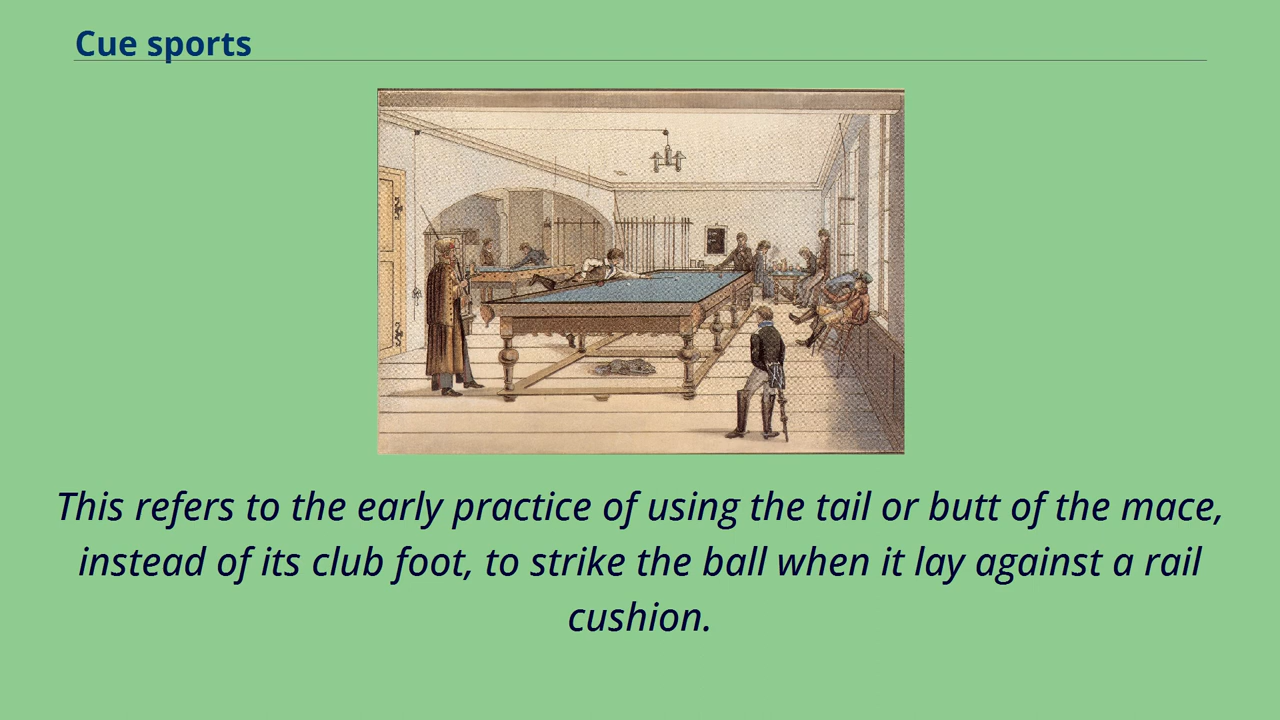 Cue sports
This refers to the early practice of using the tail or butt of the mace,
instead of its club foot, to strike the ball when it lay against a rail
cushion.